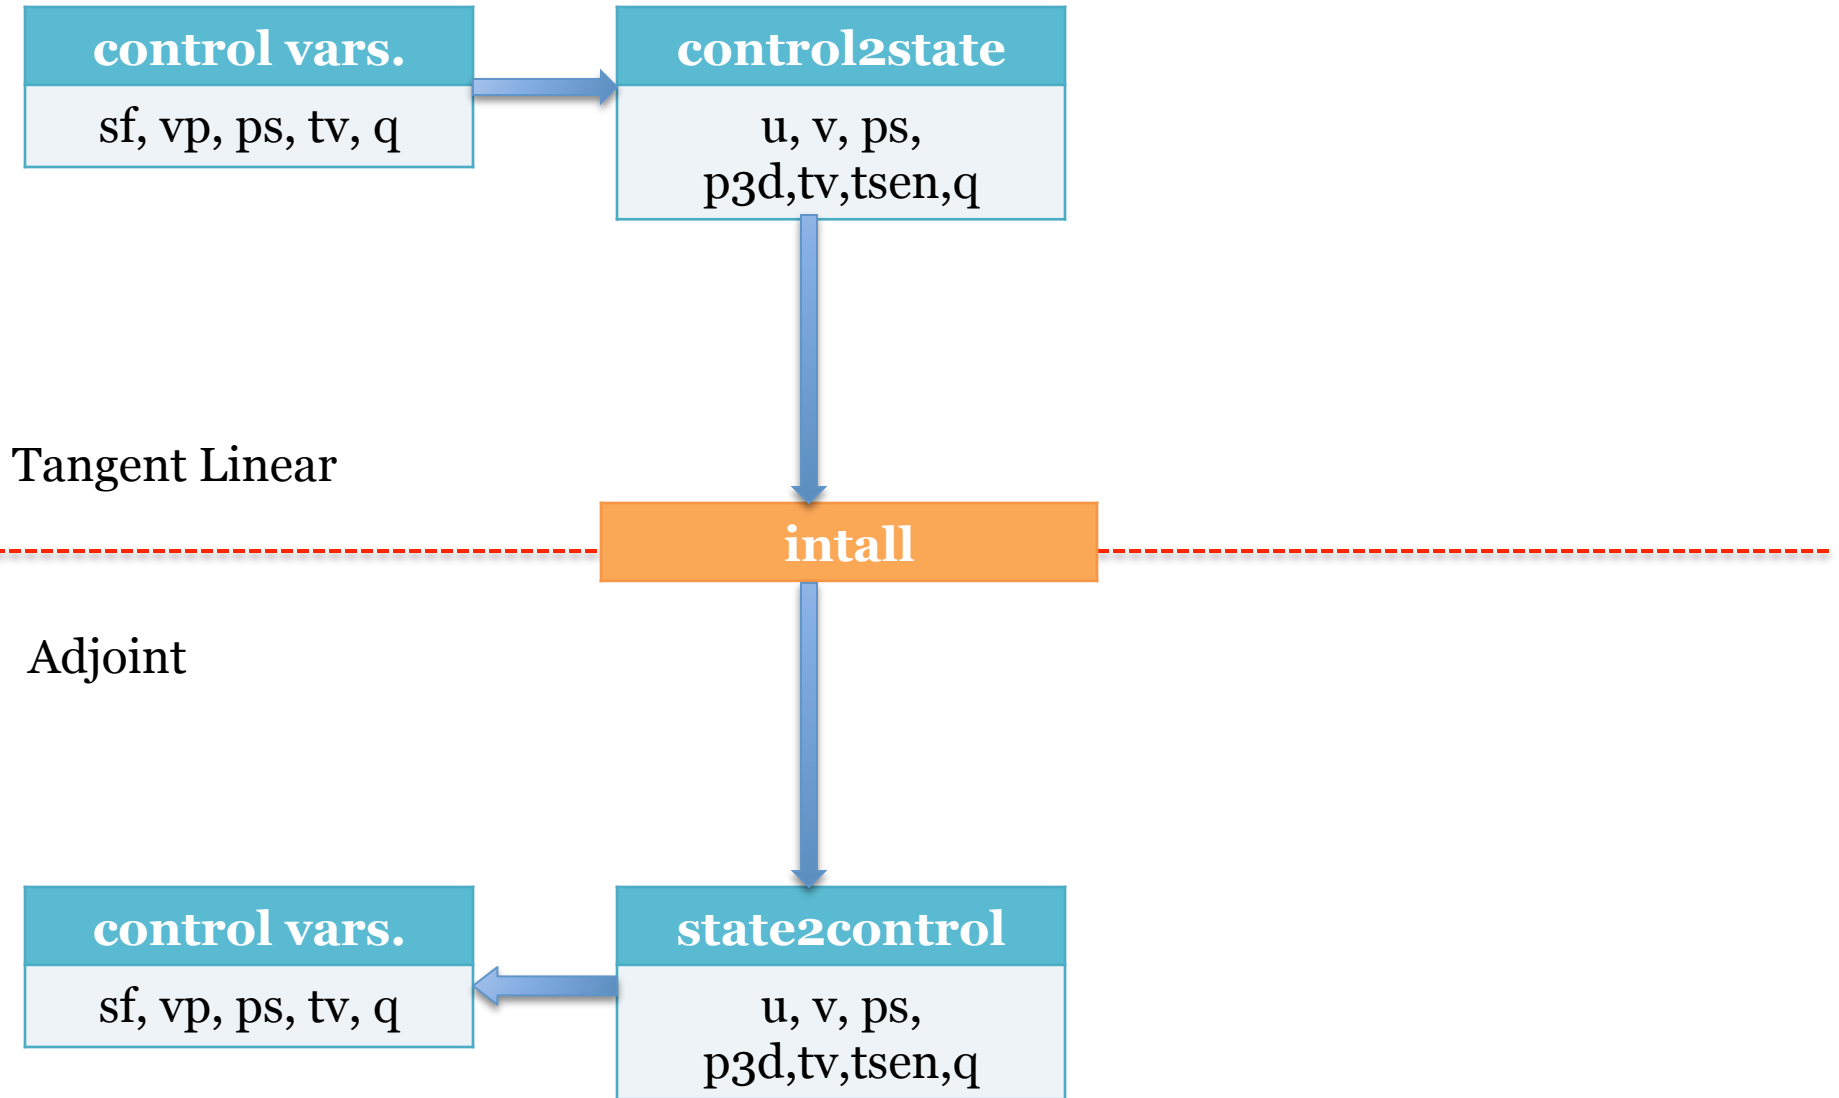 control vars.
sf, vp, ps, tv, q
control2state
u, v, ps,
p3d,tv,tsen,q
Tangent Linear
intall
Adjoint
control vars.
sf, vp, ps, tv, q
state2control
u, v, ps,
p3d,tv,tsen,q